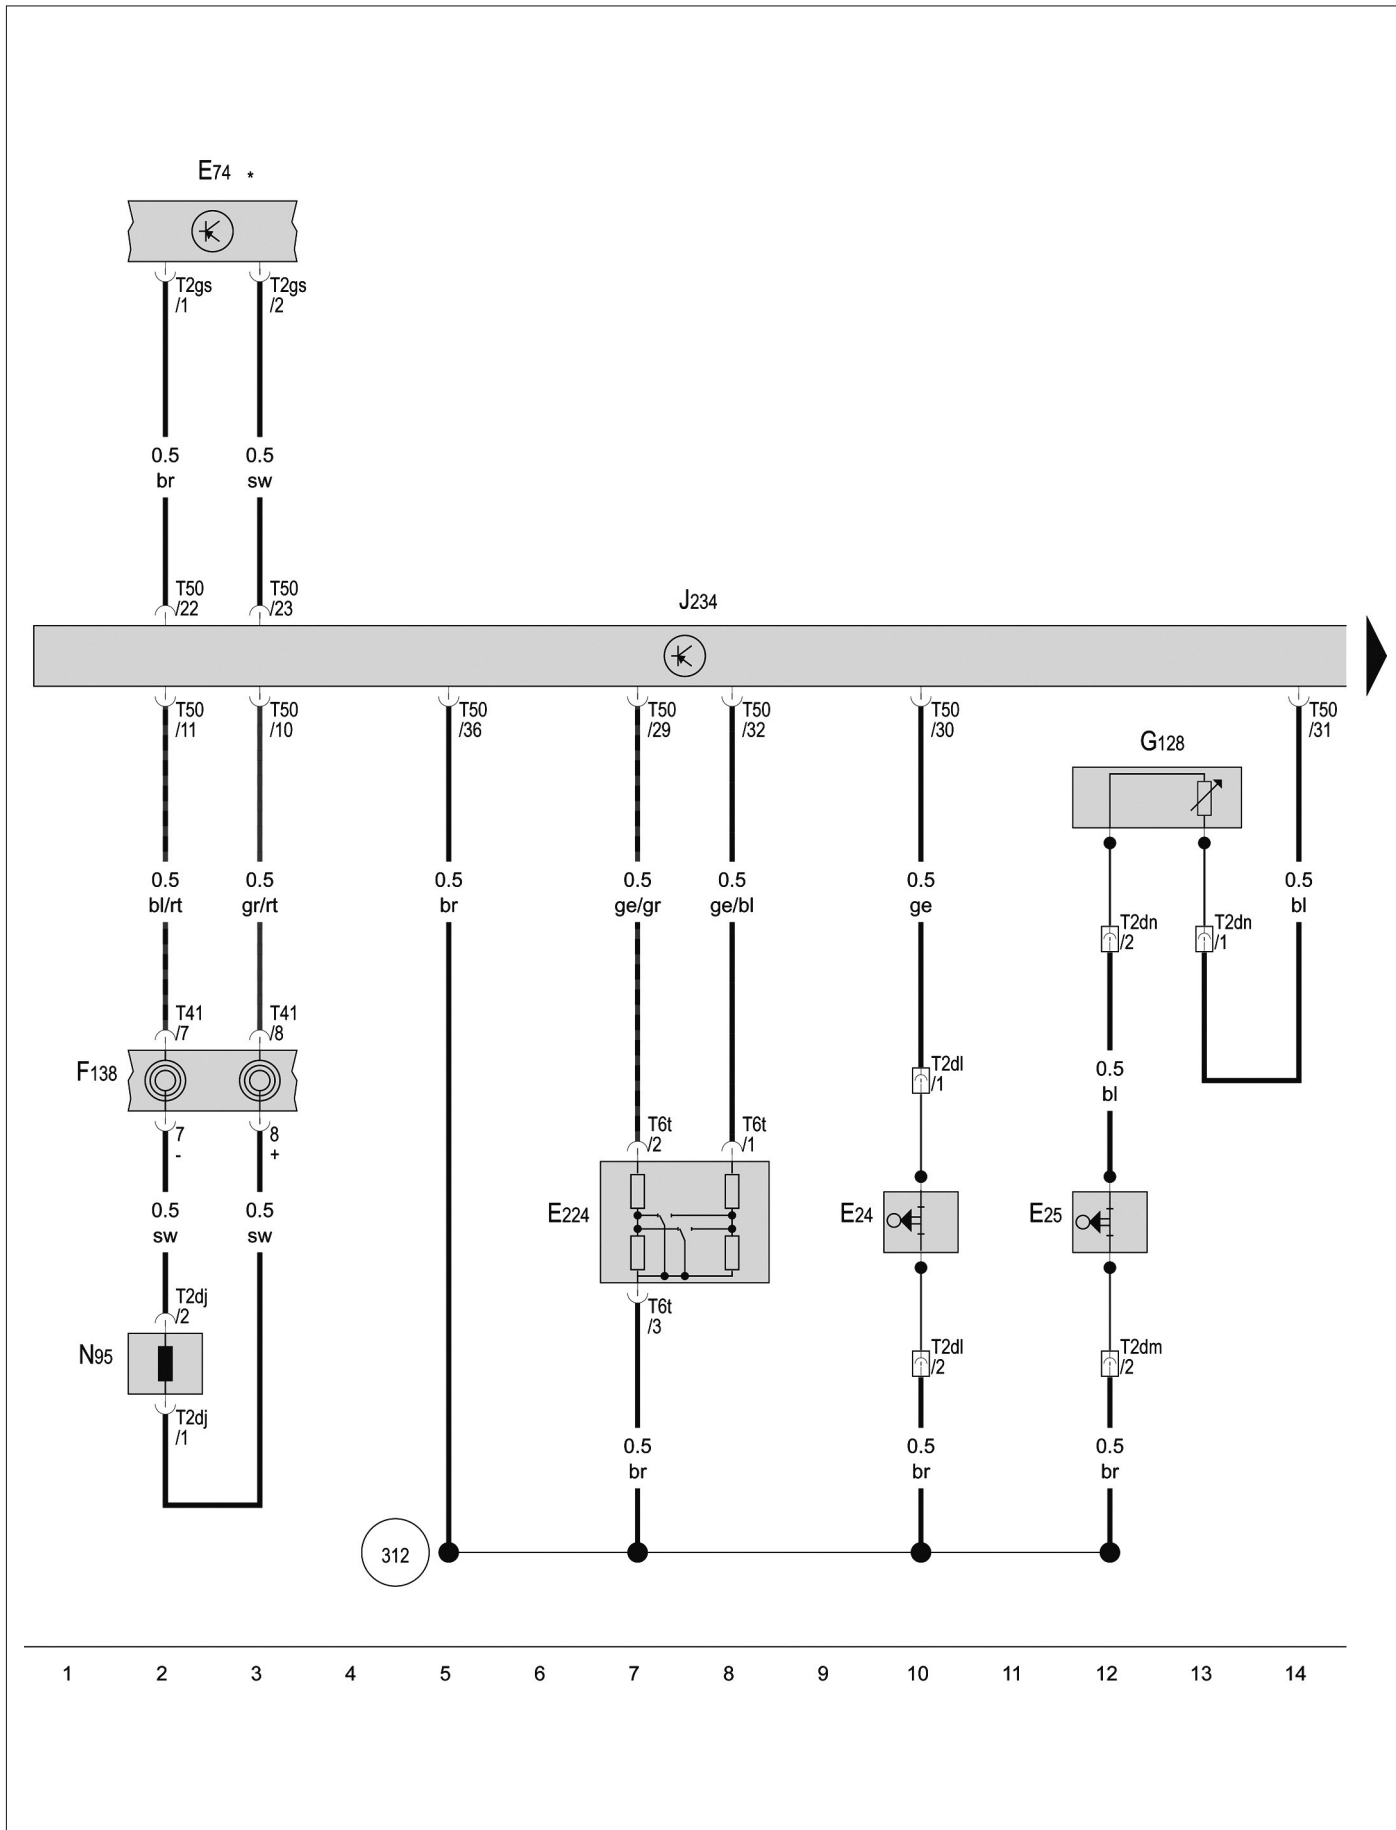 E74 *
T2gs T2gs
/1 /2
0.5 0.5
br sw
T50 T50
/22 /23
J234
T50 T50 T50 T50 T50 T50 T50
/11 /10 /36 /29 /32 /30 /31
G128
0.5 0.5 0.5 0.5 0.5 0.5 0.5
bl/rt gr/rt br ge/gr ge/bl ge bl
T2dn T2dn
/2 /1
T41 T41
/7 /8
F138
T2dl
/1
0.5
bl
7 8
- +
T6t T6t
/2 /1
0.5 0.5
sw sw
E224 E24 E25
T2dj
/2
T6t
/3
N95
T2dl T2dm
/2 /2
T2dj
/1
0.5 0.5 0.5
br br br
312
1 2 3 4 5 6 7 8 9 10 11 12 13 14